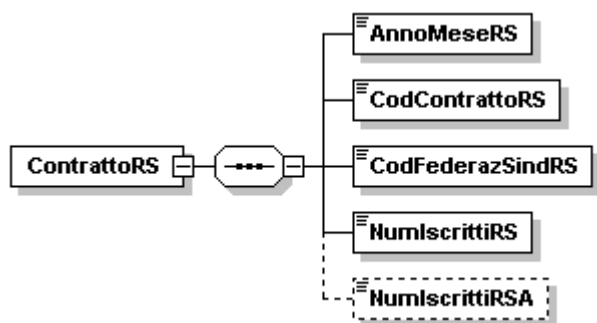 AnnoMeseRS
CodContrattoRS
ContrattoRS
CodFederazSindRS
NumIscrittiRS
NumIscrittiRSA